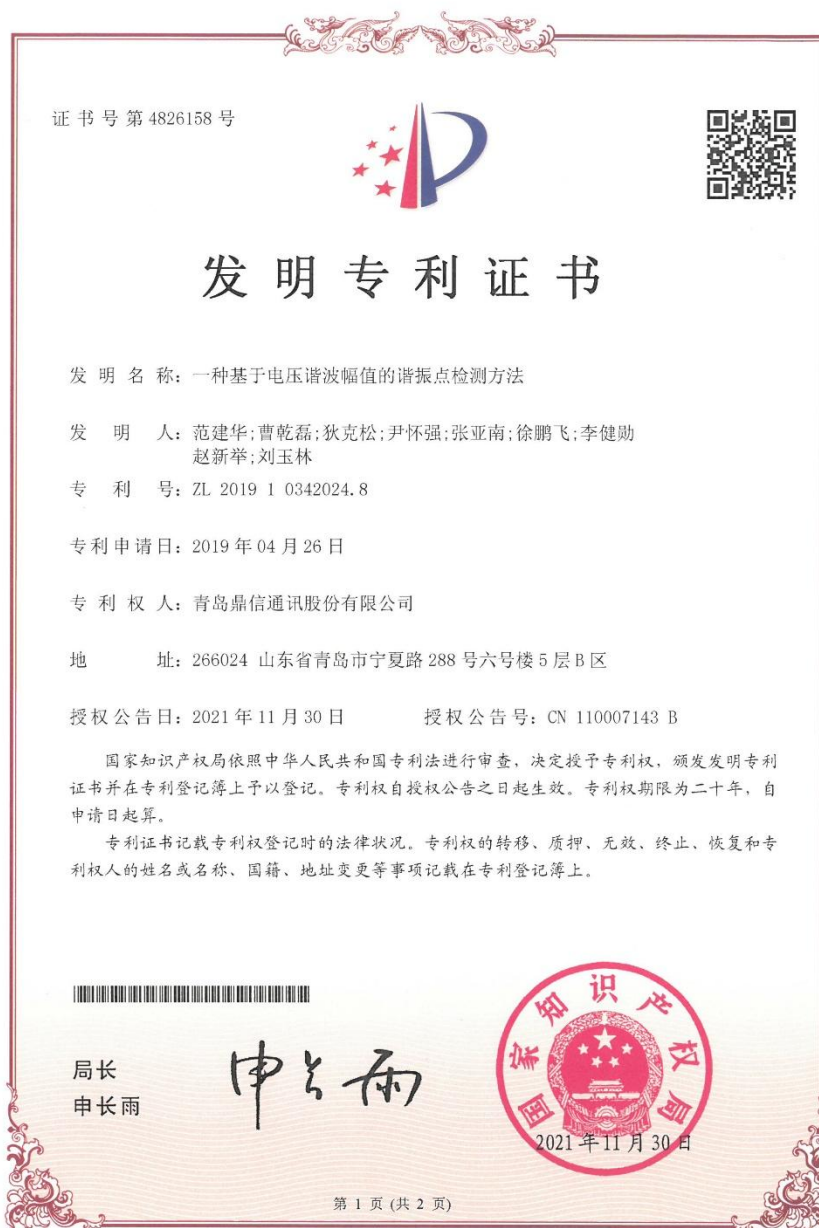 证书号第4826158号
发明专利证书
发明名称：一种基于电压谐波幅值的谐振点检测方法
发明人：范建华;曹乾磊;狄克松;尹怀强;张亚南;徐鹏飞;李健勋
赵新举;刘玉林
专利号：ZL 2019 1 0342024.8
专利申请日：2019年04月26日
专利权人：青岛鼎信通讯股份有限公司
地址：266024 山东省青岛市宁夏路288号六号楼5层B区
授权公告日：2021年11月30日 授权公告号：CN 110007143 B
国家知识产权局依照中华人民共和国专利法进行审查，决定授予专利权，颁发发明专利
证书并在专利登记簿上予以登记。专利权自授权公告之日起生效。专利权期限为二十年，自
申请日起算。
专利证书记载专利权登记时的法律状况。专利权的转移、质押、无效、终止、恢复和专
利权人的姓名或名称、国籍、地址变更等事项记载在专利登记簿上。
局长
申长雨
申长雨
国家知识产权局
2021年11月30日
第 1 页 (共 2 页)